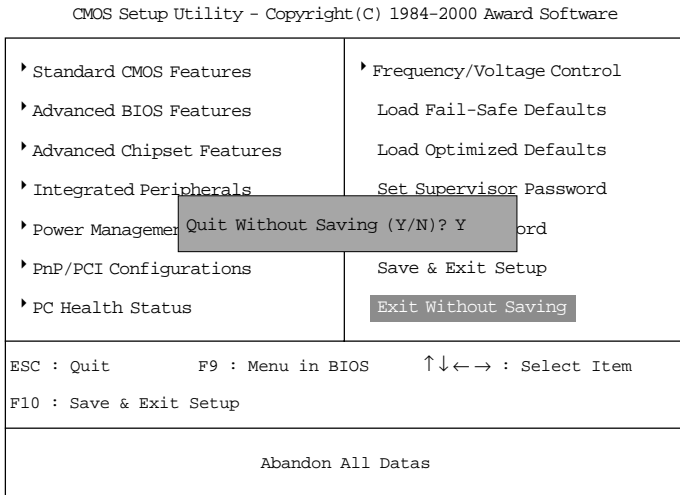 CMOS Setup Utility - Copyright(C) 1984-2000 Award Software
Standard CMOS Features
Advanced BIOS Features
Advanced Chipset Features
Integrated Peripherals
Power Managemen
PnP/PCI Configurations
PC Health Status
Frequency/Voltage Control
Load Fail-Safe Defaults
Load Optimized Defaults
Set Supervisor Password
ord
Save & Exit Setup
Exit Without Saving
Quit Without Saving (Y/N)? Y
ESC : Quit F9 : Menu in BIOS ↑↓←→ : Select Item
F10 : Save & Exit Setup
Abandon All Datas